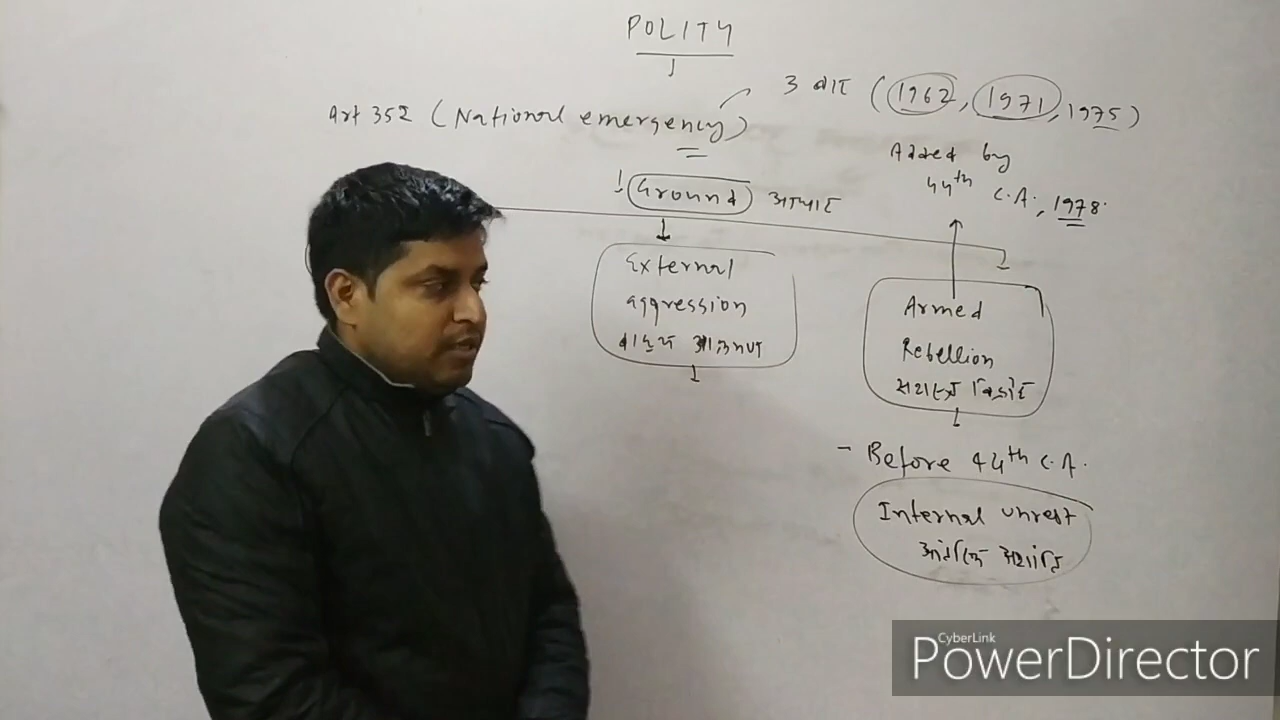 POLITY
Art 352 (National emergency)
3 बार (1962, 1971, 1975)
Added by
44th C.A., 1978.
Ground आधार
External
aggression
बाह्य आक्रमण
Armed
Rebellion
सशस्त्र विद्रोह
- Before 44th C.A.
Internal unrest
आंतरिक अशांति
CyberLink
PowerDirector